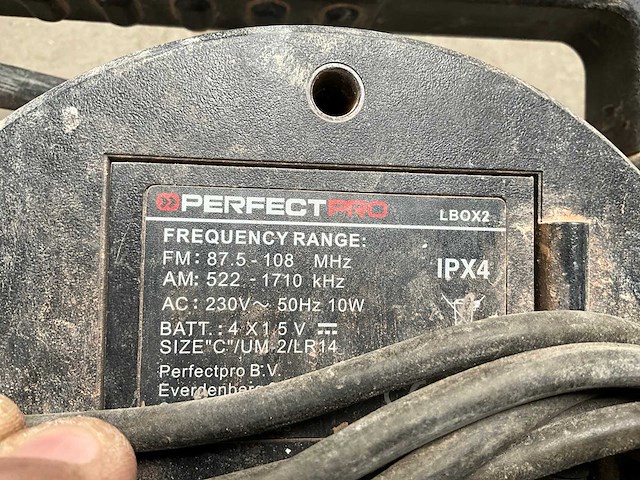 PERFECTPRO
LBOX2
FREQUENCY RANGE:
FM: 87.5 - 108 MHz
AM: 522 - 1710 kHz
IPX4
AC : 230V～ 50Hz 10W
BATT. : 4 X 1.5 V ⎓
SIZE"C"/UM-2/LR14
Perfectpro B.V.